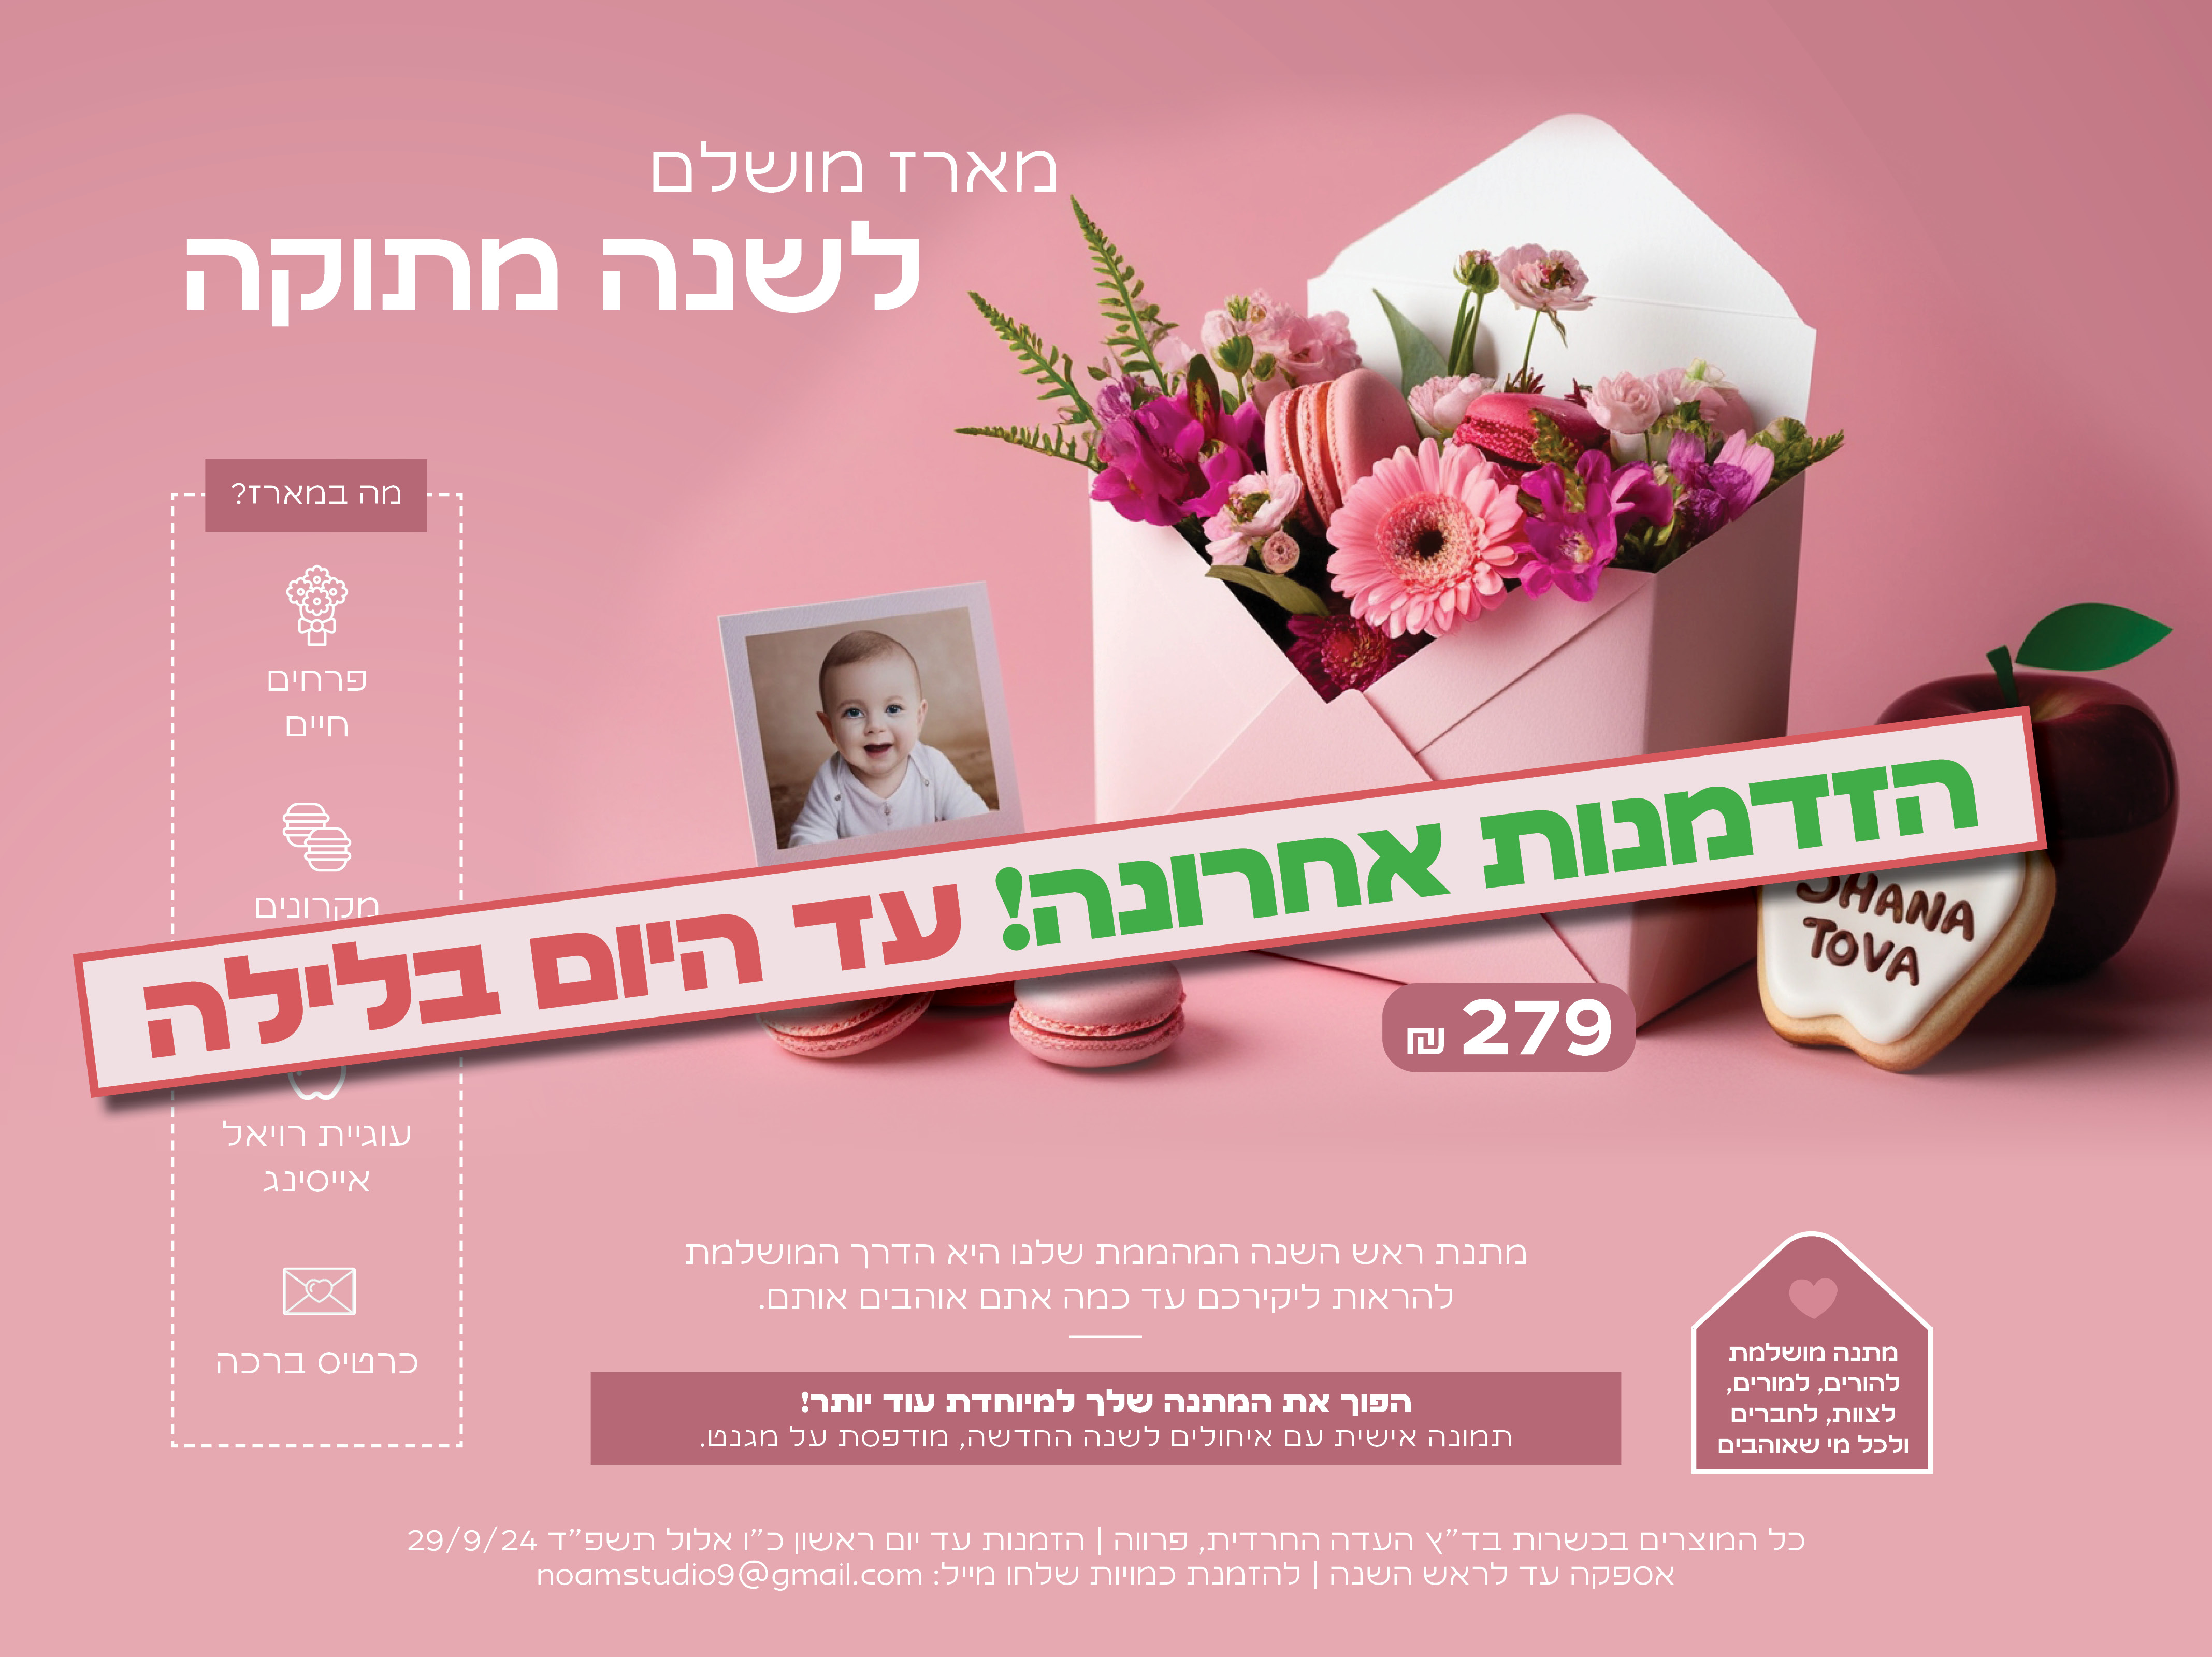 מארז מושלם
לשנה מתוקה
מה במארז?
פרחים
חיים
מקרונים
עוגיית רויאל
אייסינג
כרטיס ברכה
הזדמנות אחרונה! עד היום בלילה
SHANA
TOVA
279 ₪
מתנת ראש השנה המהממת שלנו היא הדרך המושלמת
להראות ליקירכם עד כמה אתם אוהבים אותם.
הפוך את המתנה שלך למיוחדת עוד יותר!
תמונה אישית עם איחולים לשנה החדשה, מודפסת על מגנט.
מתנה מושלמת
להורים, למורים,
לצוות, לחברים
ולכל מי שאוהבים
כל המוצרים בכשרות בד"ץ העדה החרדית, פרווה | הזמנות עד יום ראשון כ"ו אלול תשפ"ד 29/9/24
אספקה עד לראש השנה | להזמנת כמויות שלחו מייל: noamstudio9@gmail.com